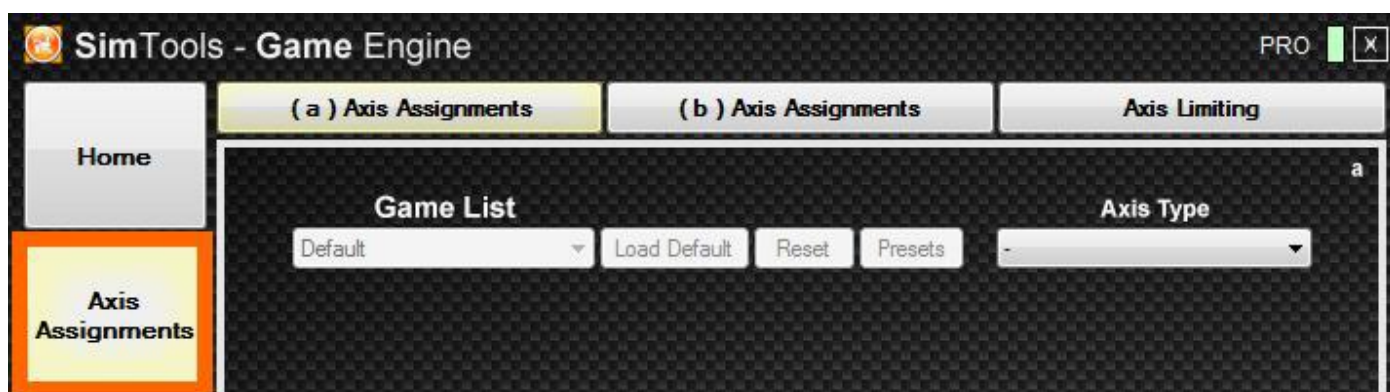 SimTools - Game Engine
PRO
X
( a ) Axis Assignments
( b ) Axis Assignments
Axis Limiting
Home
a
Game List
Axis Type
Default
Load Default
Reset
Presets
-
Axis
Assignments